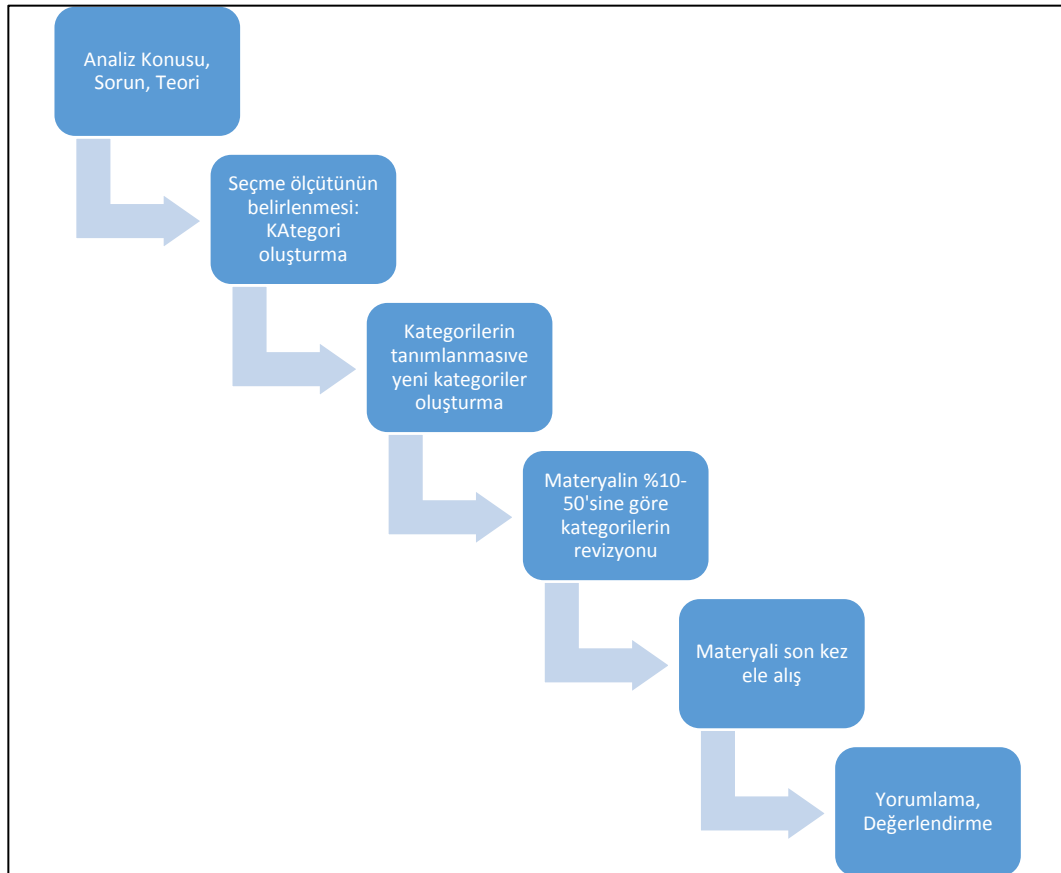 Analiz Konusu,
Sorun, Teori
Seçme ölçütünün
belirlenmesi:
KAtegori
oluşturma
Kategorilerin
tanımlanmasıve
yeni kategoriler
oluşturma
Materyalin %10-
50'sine göre
kategorilerin
revizyonu
Materyali son kez
ele alış
Yorumlama,
Değerlendirme